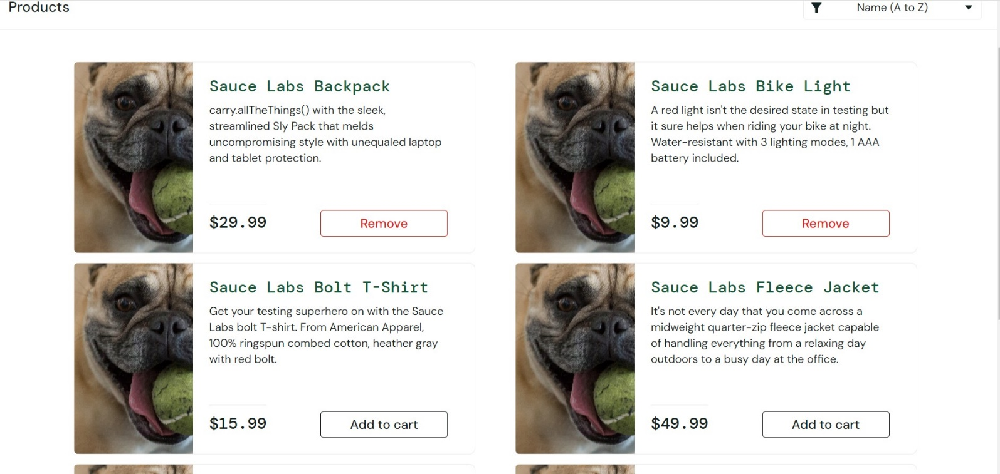 Products
Name (A to Z)
Sauce Labs Backpack
carry.allTheThings() with the sleek,
streamlined Sly Pack that melds
uncompromising style with unequaled laptop
and tablet protection.
$29.99
Remove
Sauce Labs Bike Light
A red light isn't the desired state in testing but
it sure helps when riding your bike at night.
Water-resistant with 3 lighting modes, 1 AAA
battery included.
$9.99
Remove
Sauce Labs Bolt T-Shirt
Get your testing superhero on with the Sauce
Labs bolt T-shirt. From American Apparel,
100% ringspun combed cotton, heather gray
with red bolt.
$15.99
Add to cart
Sauce Labs Fleece Jacket
It's not every day that you come across a
midweight quarter-zip fleece jacket capable
of handling everything from a relaxing day
outdoors to a busy day at the office.
$49.99
Add to cart